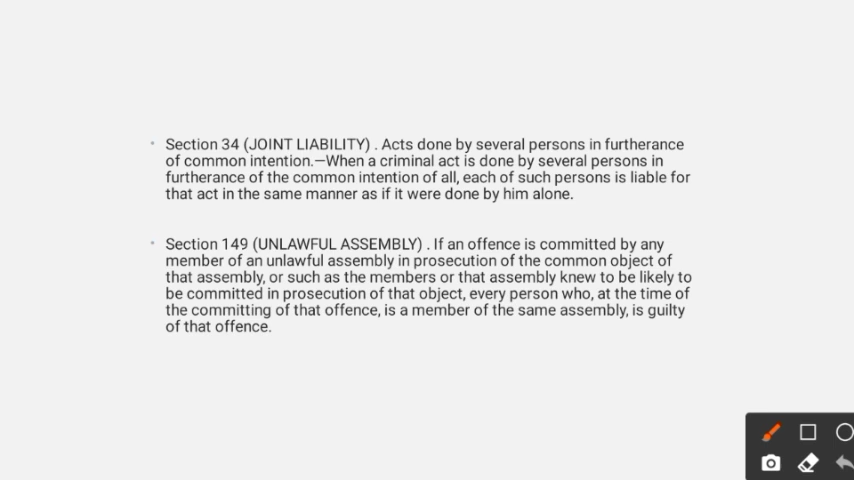 • Section 34 (JOINT LIABILITY) . Acts done by several persons in furtherance
of common intention.—When a criminal act is done by several persons in
furtherance of the common intention of all, each of such persons is liable for
that act in the same manner as if it were done by him alone.
• Section 149 (UNLAWFUL ASSEMBLY) . If an offence is committed by any
member of an unlawful assembly in prosecution of the common object of
that assembly, or such as the members or that assembly knew to be likely to
be committed in prosecution of that object, every person who, at the time of
the committing of that offence, is a member of the same assembly, is guilty
of that offence.